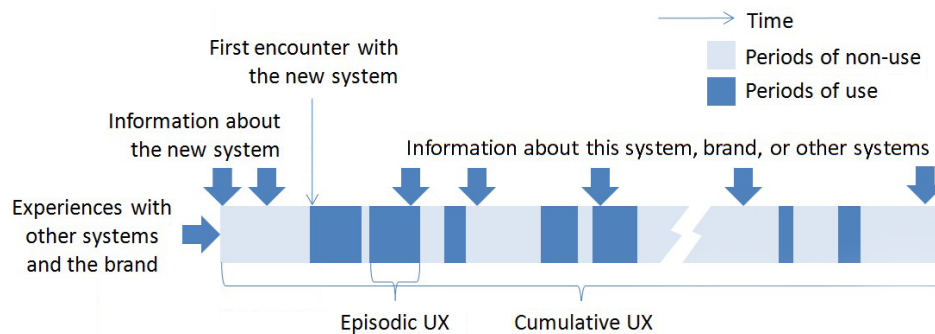 Time
Periods of non-use
Periods of use
First encounter with
the new system
Information about
the new system
Information about this system, brand, or other systems
Experiences with
other systems
and the brand
Episodic UX
Cumulative UX